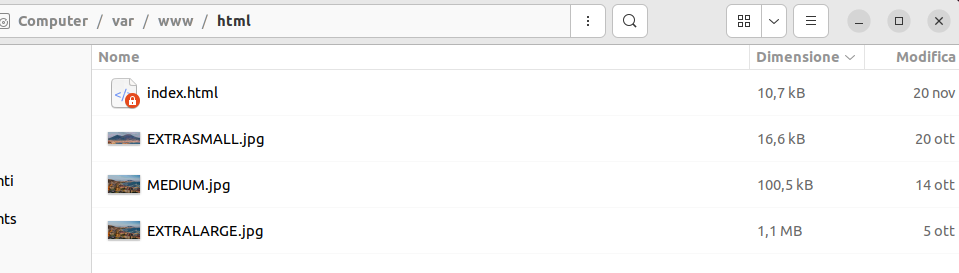 Computer / var / www / html
Nome Dimensione Modifica
index.html 10,7 kB 20 nov
EXTRASMALL.jpg 16,6 kB 20 ott
nti MEDIUM.jpg 100,5 kB 14 ott
nts
EXTRALARGE.jpg 1,1 MB 5 ott